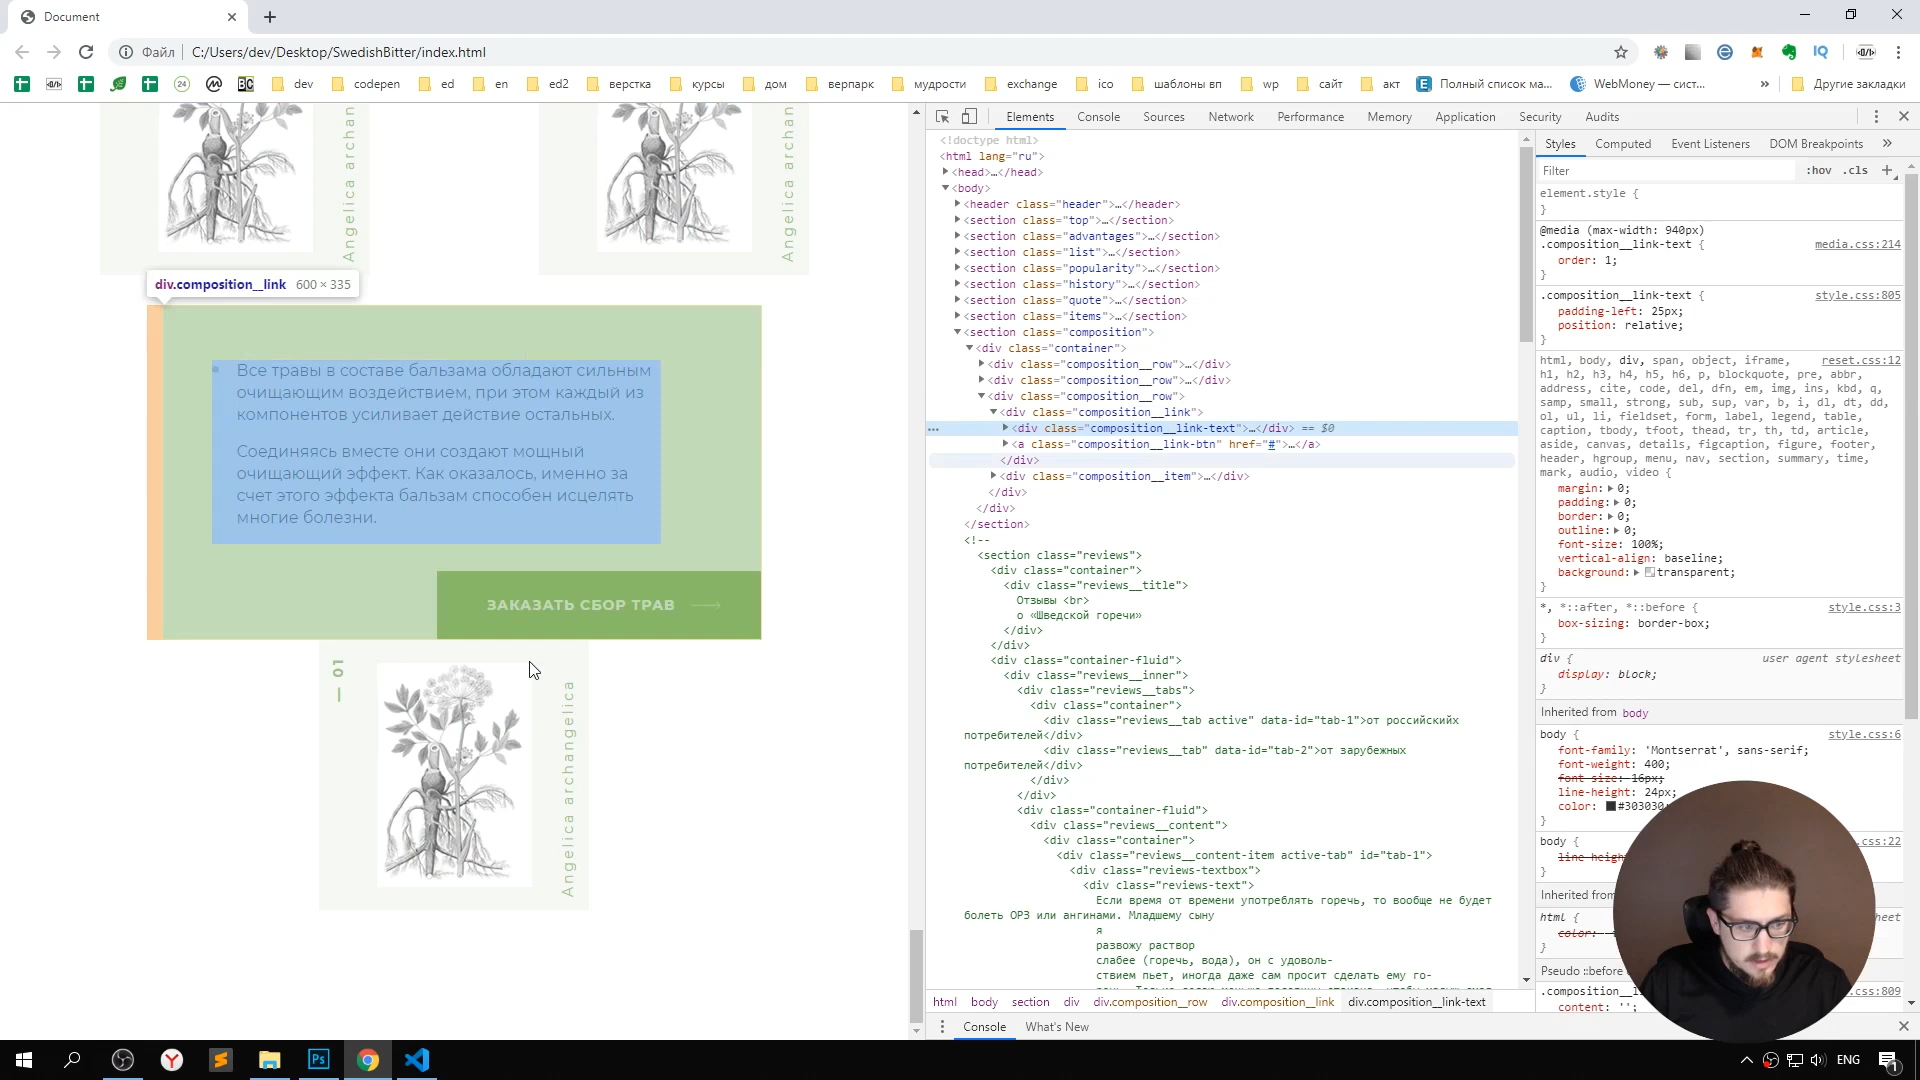 Document
Файл
C:/Users/dev/Desktop/SwedishBitter/index.html
24
BC
dev
codepen
ed
en
ed2
верстка
курсы
дом
верпарк
мудрости
exchange
ico
шаблоны вп
wp
сайт
акт
Полный список ма...
WebMoney — сист...
»
Другие закладки
Angelica archan
Angelica archan
div.composition__link 600 × 335
Все травы в составе бальзама обладают сильным
очищающим воздействием, при этом каждый из
компонентов усиливает действие остальных.
Соединяясь вместе они создают мощный
очищающий эффект. Как оказалось, именно за
счет этого эффекта бальзам способен исцелять
многие болезни.
ЗАКАЗАТЬ СБОР ТРАВ
— 01
Angelica archangelica
Elements
Console
Sources
Network
Performance
Memory
Application
Security
Audits
<!doctype html>
<html lang="ru">
<head>…</head>
<body>
<header class="header">…</header>
<section class="top">…</section>
<section class="advantages">…</section>
<section class="list">…</section>
<section class="popularity">…</section>
<section class="history">…</section>
<section class="quote">…</section>
<section class="items">…</section>
<section class="composition">
<div class="container">
<div class="composition__row">…</div>
<div class="composition__row">…</div>
<div class="composition__row">
<div class="composition__link">
<div class="composition__link-text">…</div> == $0
<a class="composition__link-btn" href="#">…</a>
</div>
<div class="composition__item">…</div>
</div>
</div>
</section>
<!--
<section class="reviews">
<div class="container">
<div class="reviews__title">
Отзывы <br>
о «Шведской горечи»
</div>
</div>
<div class="container-fluid">
<div class="reviews__inner">
<div class="reviews__tabs">
<div class="container">
<div class="reviews__tab active" data-id="tab-1">от российскийх
потребителей</div>
<div class="reviews__tab" data-id="tab-2">от зарубежных
потребителей</div>
</div>
</div>
<div class="container-fluid">
<div class="reviews__content">
<div class="container">
<div class="reviews__content-item active-tab" id="tab-1">
<div class="reviews-textbox">
<div class="reviews-text">
Если время от времени употреблять горечь, то вообще не будет
болеть ОРЗ или ангинами. Младшему сыну
я
развожу раствор
слабее (горечь, вода), он с удоволь-
ствием пьет, иногда даже сам просит сделать ему го-
html
body
section
div
div.composition__row
div.composition__link
div.composition__link-text
Console
What's New
Styles
Computed
Event Listeners
DOM Breakpoints
»
Filter
:hov
.cls
element.style {
}
@media (max-width: 940px)
.composition__link-text { media.css:214
order: 1;
}
.composition__link-text { style.css:805
padding-left: 25px;
position: relative;
}
html, body, div, span, object, iframe, reset.css:12
h1, h2, h3, h4, h5, h6, p, blockquote, pre, abbr,
address, cite, code, del, dfn, em, img, ins, kbd, q,
samp, small, strong, sub, sup, var, b, i, dl, dt, dd,
ol, ul, li, fieldset, form, label, legend, table,
caption, tbody, tfoot, thead, tr, th, td, article,
aside, canvas, details, figcaption, figure, footer,
header, hgroup, menu, nav, section, summary, time,
mark, audio, video {
margin: 0;
padding: 0;
border: 0;
outline: 0;
font-size: 100%;
vertical-align: baseline;
background: transparent;
}
*, *::after, *::before { style.css:3
box-sizing: border-box;
}
div { user agent stylesheet
display: block;
}
Inherited from body
body { style.css:6
font-family: 'Montserrat', sans-serif;
font-weight: 400;
font-size: 16px;
line-height: 24px;
color: #303030
}
body { .css:22
line-heigh
}
Inherited from
html { heet
color:
}
Pseudo ::before
.composition__li .css:809
content: '';
Ps
ENG
1